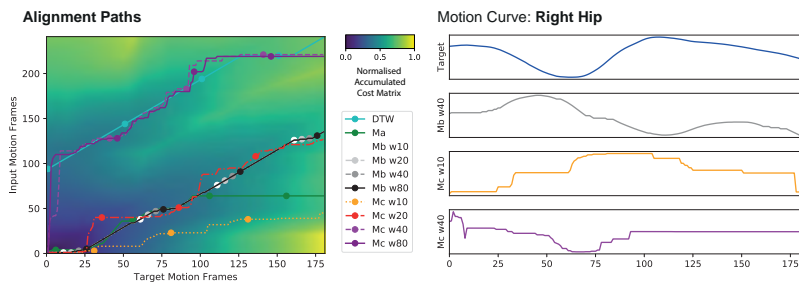 Alignment Paths
Input Motion Frames
200
150
100
50
0
0 25 50 75 100 125 150 175
Target Motion Frames
0.0 0.5 1.0
Normalised
Accumulated
Cost Matrix
DTW
Ma
Mb w10
Mb w20
Mb w40
Mb w80
Mc w10
Mc w20
Mc w40
Mc w80
Motion Curve: Right Hip
Target
Mb w40
Mc w10
Mc w40
0 25 50 75 100 125 150 175